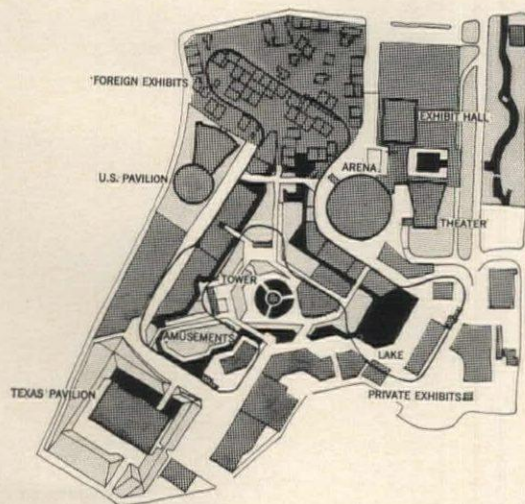 FOREIGN EXHIBITS
EXHIBIT HALL
U.S. PAVILION
ARENA
THEATER
TOWER
AMUSEMENTS
LAKE
TEXAS PAVILION
PRIVATE EXHIBITS